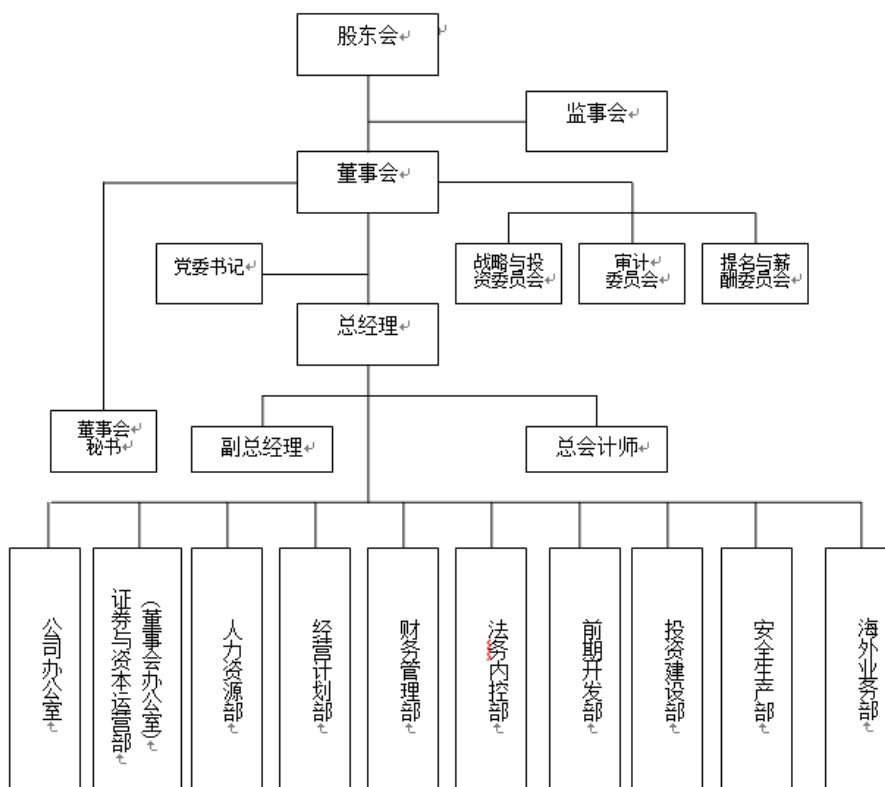 股东会
监事会
董事会
党委书记
战略与投
资委员会
审计
委员会
提名与薪
酬委员会
总经理
董事会
秘书
副总经理
总会计师
公司办公室
(董事会办公室)
证券与资本运营部
人力资源部
经营计划部
财务管理部
法务内控部
前期开发部
投资建设部
安全生产部
海外业务部